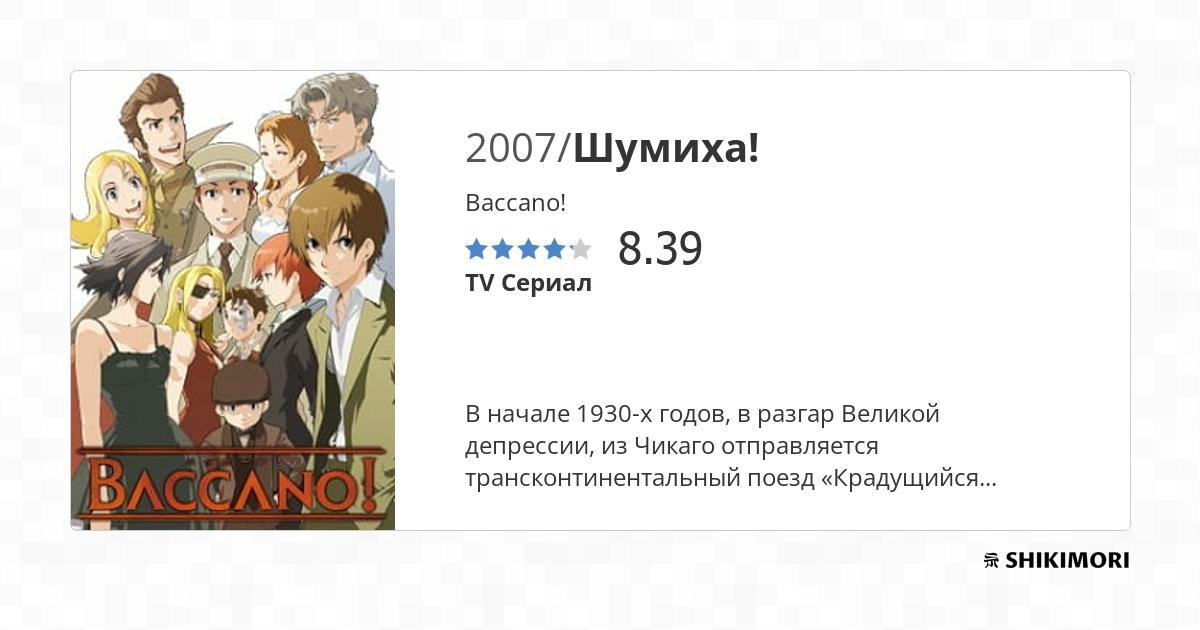 2007/Шумиха!
Baccano!
8.39
TV Сериал
В начале 1930-х годов, в разгар Великой
депрессии, из Чикаго отправляется
трансконтинентальный поезд «Крадущийся...
BACCANO!
SHIKIMORI